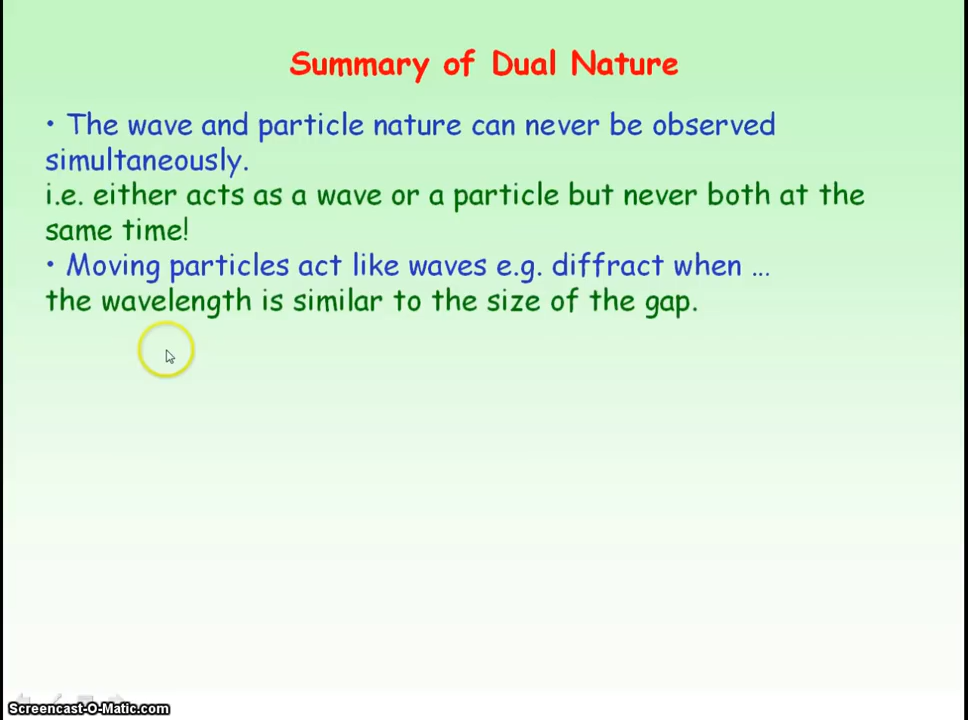 Summary of Dual Nature
• The wave and particle nature can never be observed
simultaneously.
i.e. either acts as a wave or a particle but never both at the
same time!
• Moving particles act like waves e.g. diffract when ...
the wavelength is similar to the size of the gap.
Screencast-O-Matic.com